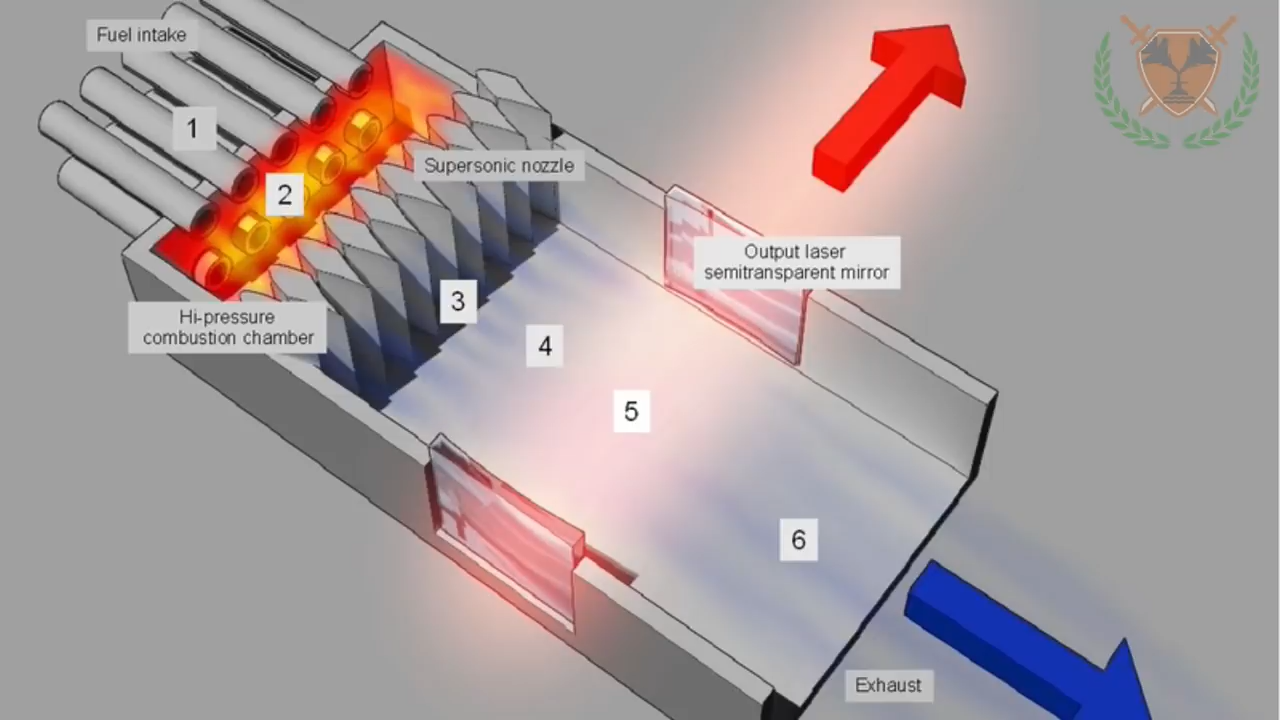 Fuel intake
1
2
Supersonic nozzle
Output laser
semitransparent mirror
3
Hi-pressure
combustion chamber
4
5
6
Exhaust